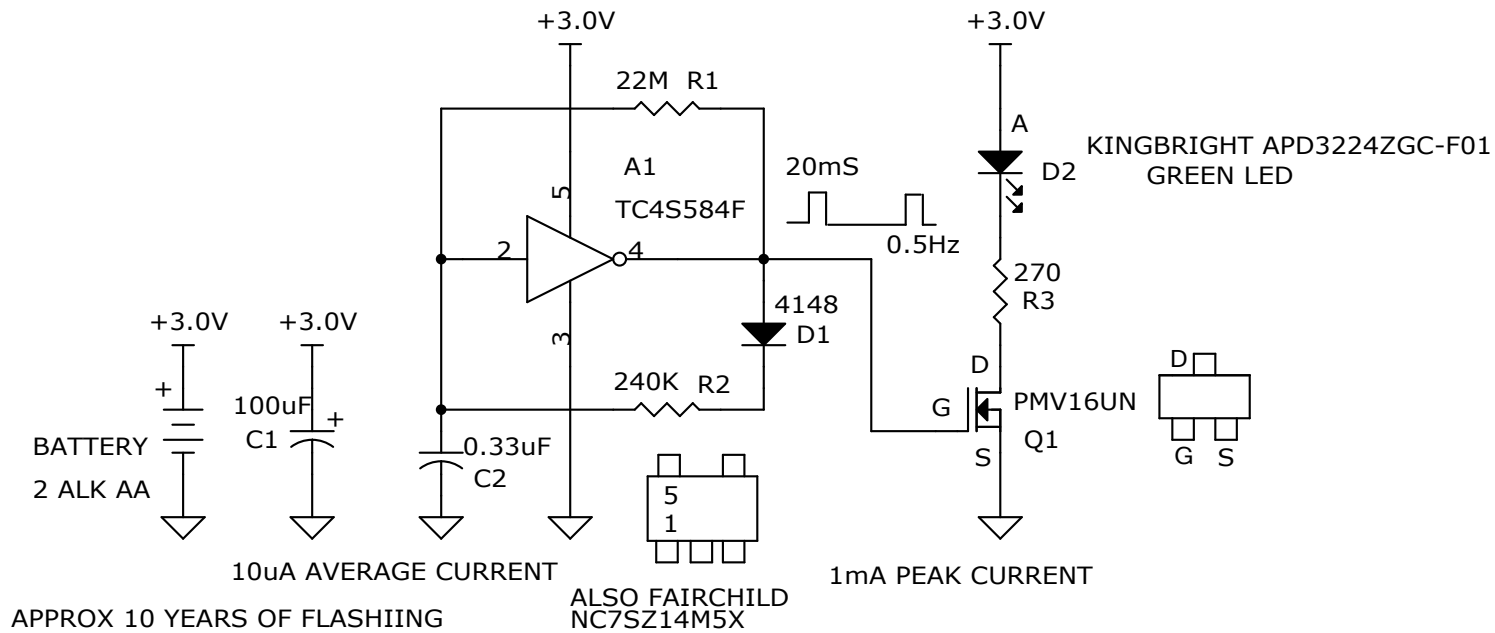 +3.0V
+3.0V
22M R1
A
KINGBRIGHT APD3224ZGC-F01
GREEN LED
D2
A1
TC4S584F
20mS
0.5Hz
5
2
4
3
270
R3
4148
D1
+3.0V
+3.0V
240K R2
D
G
S
PMV16UN
Q1
D
G S
+
100uF
C1
+
BATTERY
2 ALK AA
0.33uF
C2
5
1
10uA AVERAGE CURRENT
1mA PEAK CURRENT
ALSO FAIRCHILD
NC7SZ14M5X
APPROX 10 YEARS OF FLASHIING